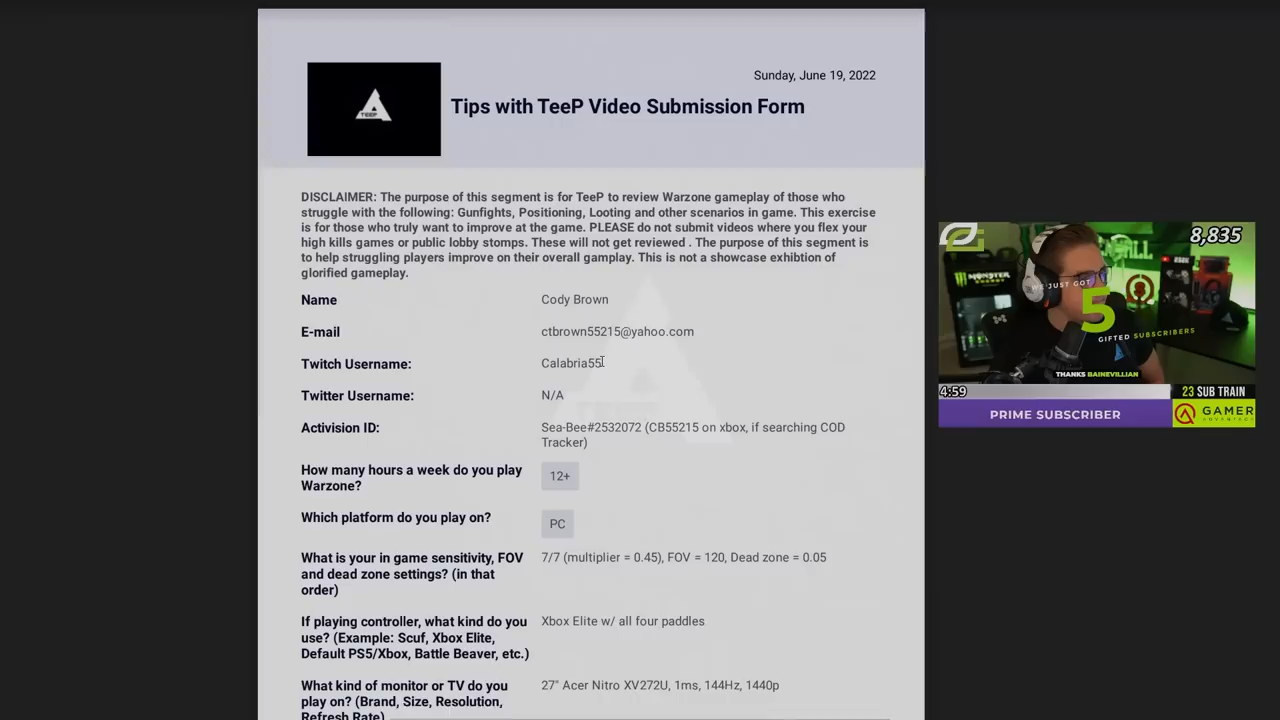 Sunday, June 19, 2022
TEEP
Tips with TeeP Video Submission Form
DISCLAIMER: The purpose of this segment is for TeeP to review Warzone gameplay of those who
struggle with the following: Gunfights, Positioning, Looting and other scenarios in game. This exercise
is for those who truly want to improve at the game. PLEASE do not submit videos where you flex your
high kills games or public lobby stomps. These will not get reviewed . The purpose of this segment is
to help struggling players improve on their overall gamplay. This is not a showcase exhibtion of
glorified gameplay.
Name Cody Brown
E-mail ctbrown55215@yahoo.com
Twitch Username: Calabria55
Twitter Username: N/A
Activision ID: Sea-Bee#2532072 (CB55215 on xbox, if searching COD
Tracker)
How many hours a week do you play
Warzone?
12+
Which platform do you play on? PC
What is your in game sensitivity, FOV
and dead zone settings? (in that
order)
7/7 (multiplier = 0.45), FOV = 120, Dead zone = 0.05
If playing controller, what kind do you
use? (Example: Scuf, Xbox Elite,
Default PS5/Xbox, Battle Beaver, etc.)
Xbox Elite w/ all four paddles
What kind of monitor or TV do you
play on? (Brand, Size, Resolution,
Refresh Rate)
27" Acer Nitro XV272U, 1ms, 144Hz, 1440p
8,835
MONSTER
WE JUST GOT
5
GIFTED SUBSCRIBERS
THANKS BAINEVILLIAN
4:59
23 SUB TRAIN
PRIME SUBSCRIBER
GAMER
ADVANTAGE